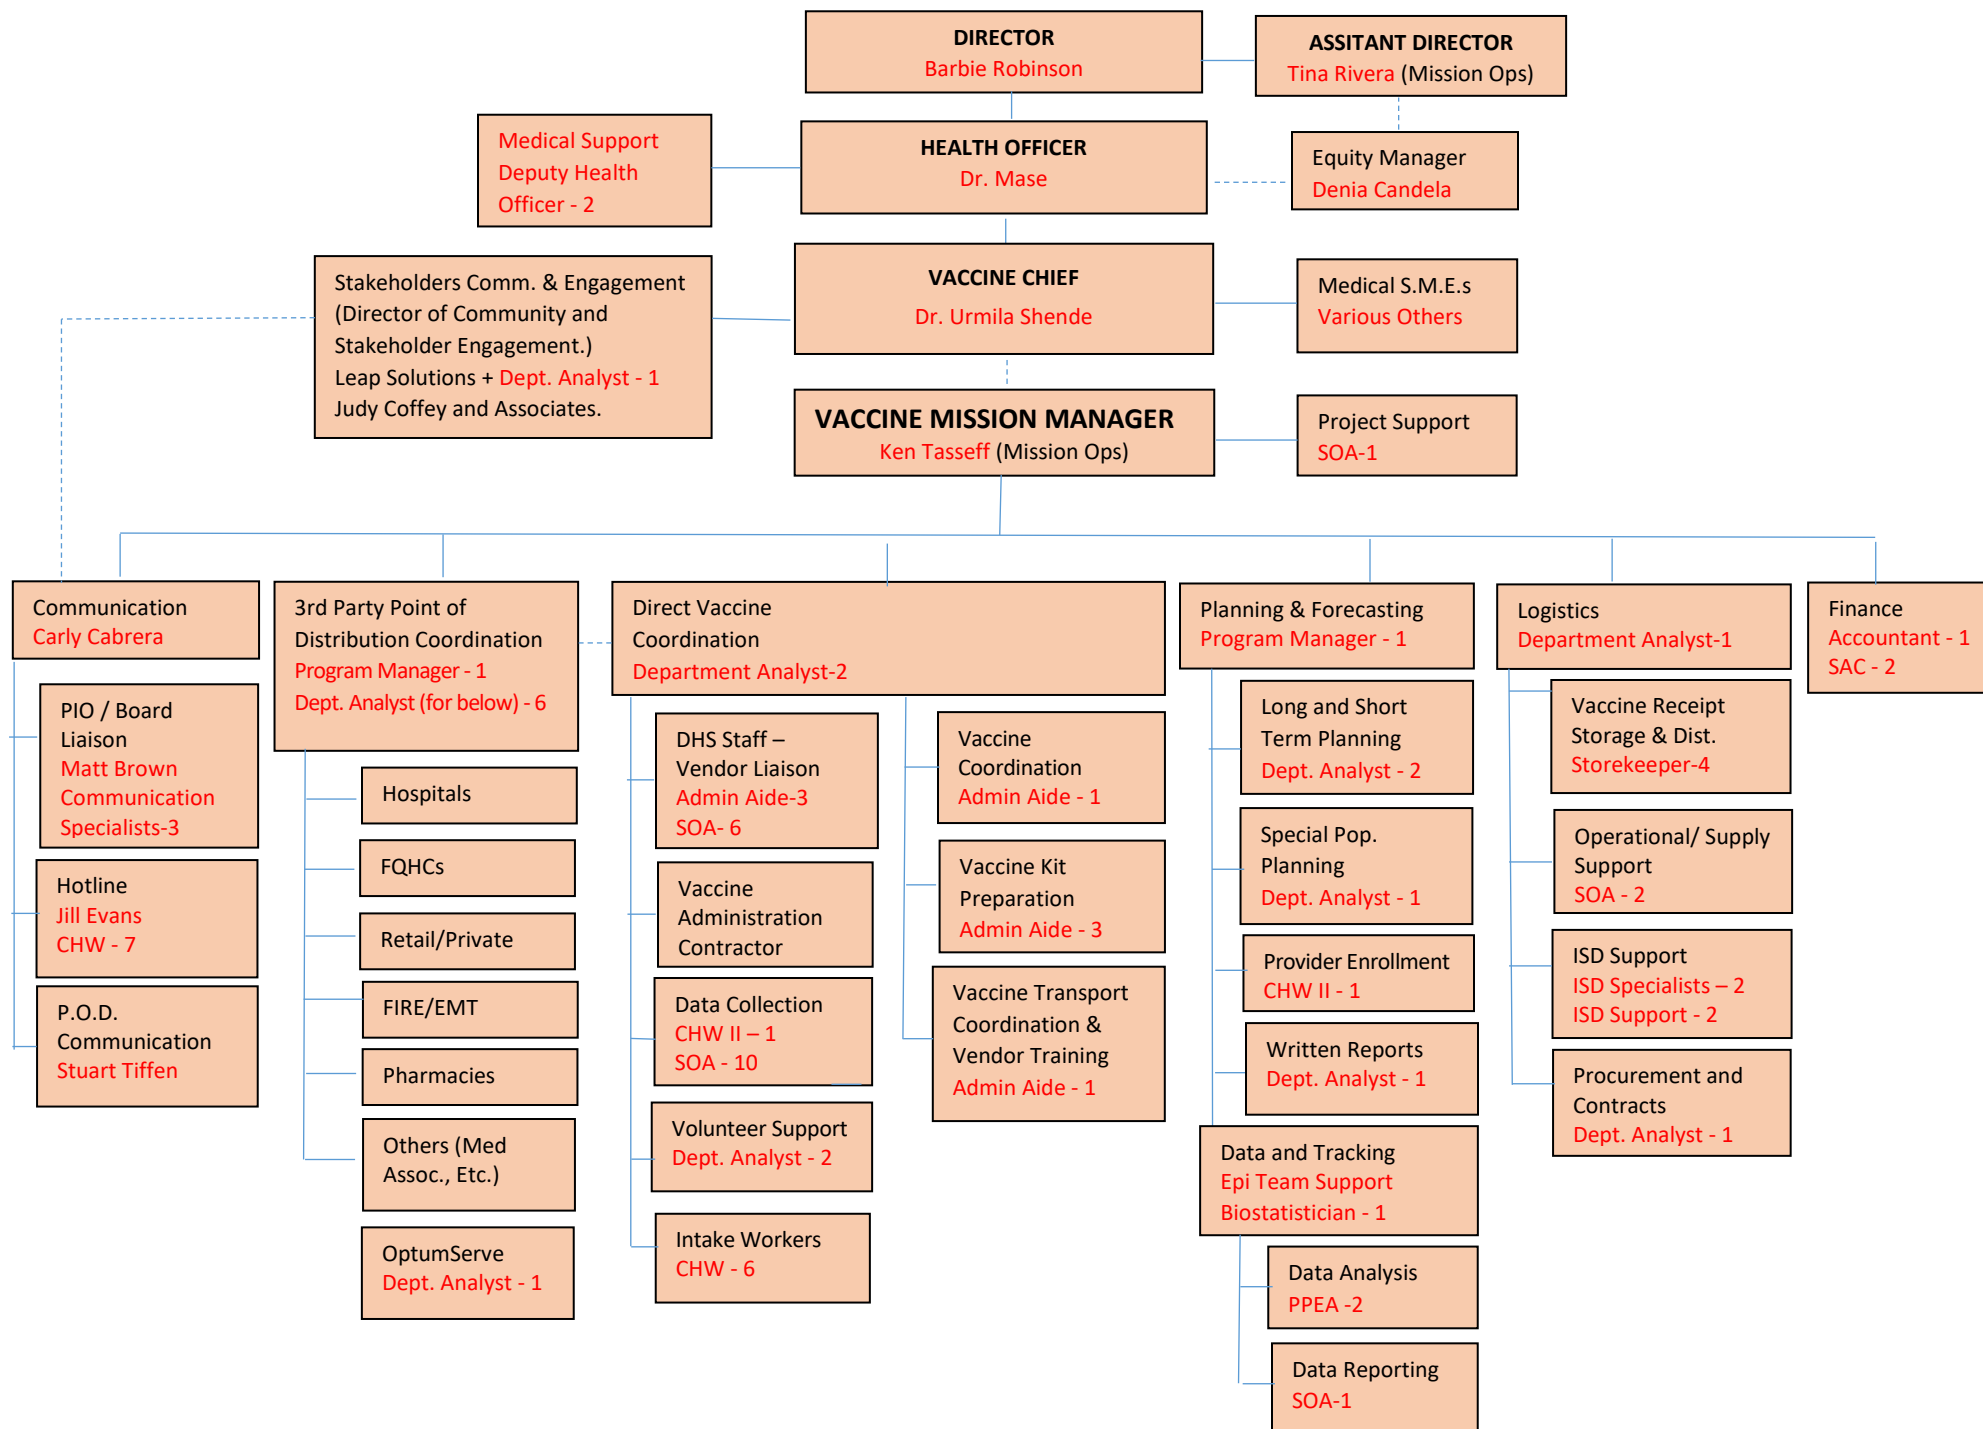 DIRECTOR
Barbie Robinson
ASSITANT DIRECTOR
Tina Rivera (Mission Ops)
Medical Support
Deputy Health
Officer - 2
HEALTH OFFICER
Dr. Mase
Equity Manager
Denia Candela
Stakeholders Comm. & Engagement
(Director of Community and
Stakeholder Engagement.)
Leap Solutions + Dept. Analyst - 1
Judy Coffey and Associates.
VACCINE CHIEF
Dr. Urmila Shende
Medical S.M.E.s
Various Others
VACCINE MISSION MANAGER
Ken Tasseff (Mission Ops)
Project Support
SOA-1
Communication
Carly Cabrera
PIO / Board
Liaison
Matt Brown
Communication
Specialists-3
Hotline
Jill Evans
CHW - 7
P.O.D.
Communication
Stuart Tiffen
3rd Party Point of
Distribution Coordination
Program Manager - 1
Dept. Analyst (for below) - 6
Hospitals
FQHCs
Retail/Private
FIRE/EMT
Pharmacies
Others (Med
Assoc., Etc.)
OptumServe
Dept. Analyst - 1
Direct Vaccine
Coordination
Department Analyst-2
DHS Staff –
Vendor Liaison
Admin Aide-3
SOA- 6
Vaccine
Administration
Contractor
Data Collection
CHW II – 1
SOA - 10
Volunteer Support
Dept. Analyst - 2
Intake Workers
CHW - 6
Vaccine
Coordination
Admin Aide - 1
Vaccine Kit
Preparation
Admin Aide - 3
Vaccine Transport
Coordination &
Vendor Training
Admin Aide - 1
Planning & Forecasting
Program Manager - 1
Long and Short
Term Planning
Dept. Analyst - 2
Special Pop.
Planning
Dept. Analyst - 1
Provider Enrollment
CHW II - 1
Written Reports
Dept. Analyst - 1
Data and Tracking
Epi Team Support
Biostatistician - 1
Data Analysis
PPEA -2
Data Reporting
SOA-1
Logistics
Department Analyst-1
Vaccine Receipt
Storage & Dist.
Storekeeper-4
Operational/ Supply
Support
SOA - 2
ISD Support
ISD Specialists – 2
ISD Support - 2
Procurement and
Contracts
Dept. Analyst - 1
Finance
Accountant - 1
SAC - 2